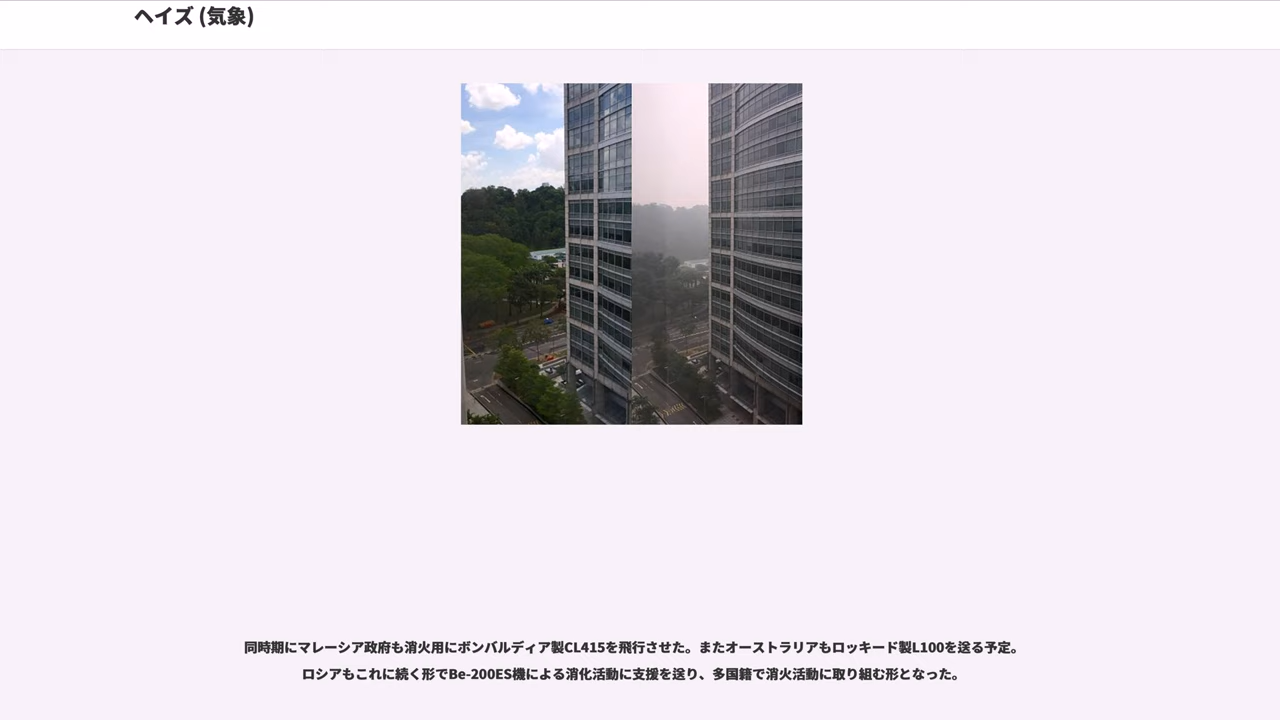 ヘイズ (気象)
同時期にマレーシア政府も消火用にボンバルディア製CL415を飛行させた。またオーストラリアもロッキード製L100を送る予定。
ロシアもこれに続く形でBe-200ES機による消化活動に支援を送り、多国籍で消火活動に取り組む形となった。